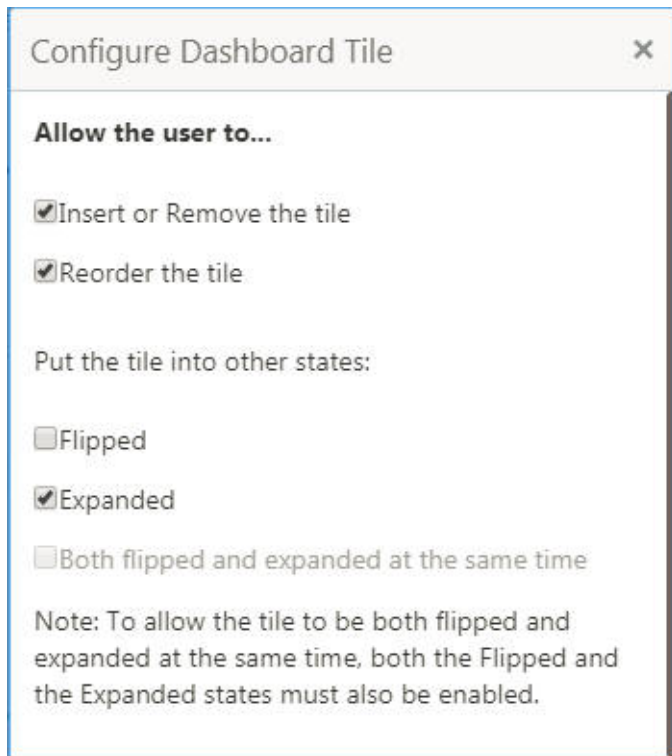 Configure Dashboard Tile
Allow the user to...
Insert or Remove the tile
Reorder the tile
Put the tile into other states:
Flipped
Expanded
Both flipped and expanded at the same time
Note: To allow the tile to be both flipped and
expanded at the same time, both the Flipped and
the Expanded states must also be enabled.